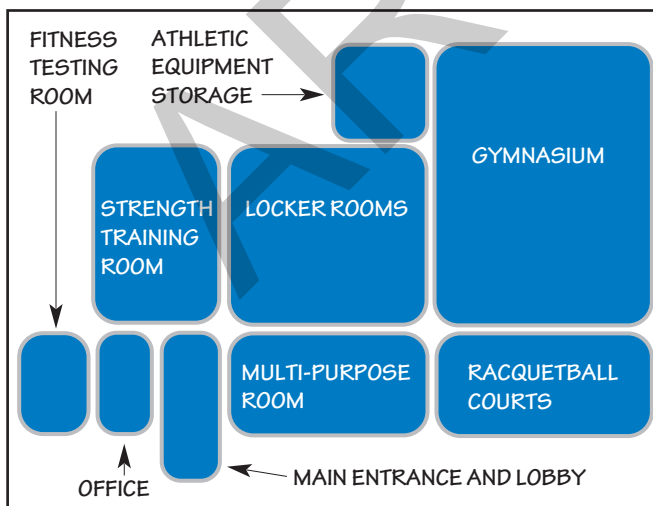 FITNESS
TESTING
ROOM
ATHLETIC
EQUIPMENT
STORAGE
GYMNASIUM
STRENGTH
TRAINING
ROOM
LOCKER ROOMS
MULTI-PURPOSE
ROOM
RACQUETBALL
COURTS
OFFICE
MAIN ENTRANCE AND LOBBY